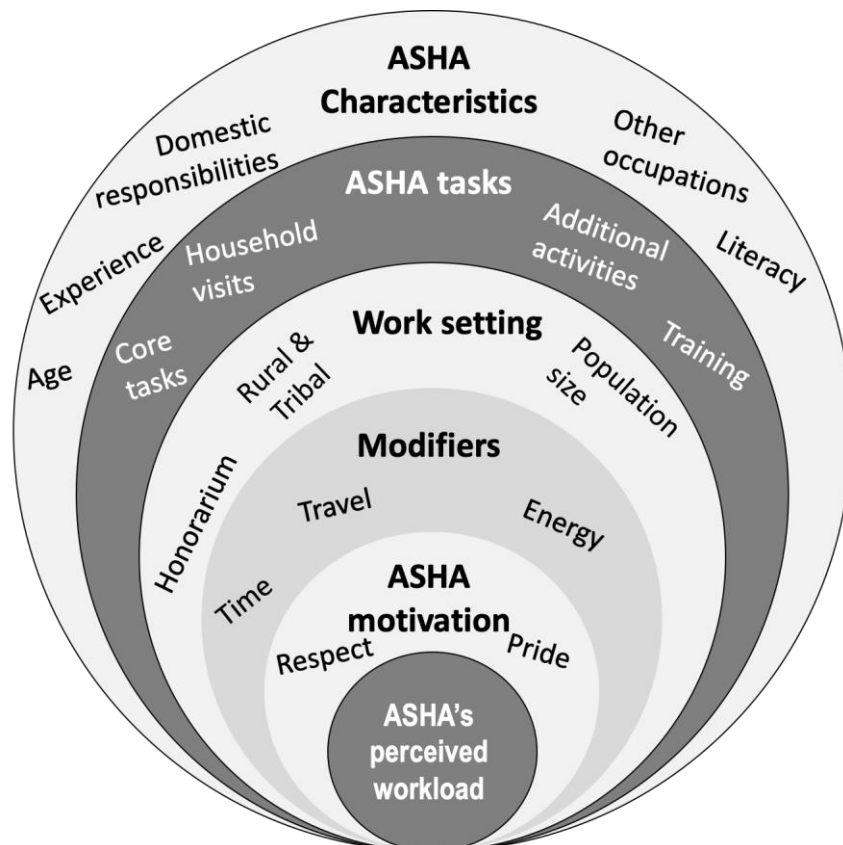 ASHA
Characteristics
Domestic
responsibilities
Other
occupations
Experience
Literacy
Age
ASHA tasks
Household
visits
Additional
activities
Core
tasks
Training
Work setting
Rural &
Tribal
Population
size
Honorarium
Modifiers
Travel
Energy
Time
ASHA
motivation
Respect
Pride
ASHA's
perceived
workload